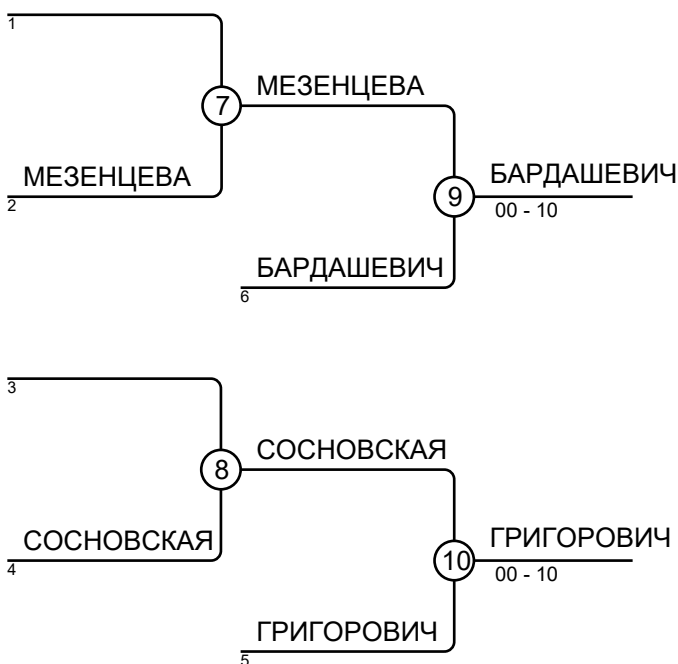 1
7
МЕЗЕНЦЕВА
МЕЗЕНЦЕВА
2
9
БАРДАШЕВИЧ
00 - 10
БАРДАШЕВИЧ
6
3
8
СОСНОВСКАЯ
СОСНОВСКАЯ
4
10
ГРИГОРОВИЧ
00 - 10
ГРИГОРОВИЧ
5